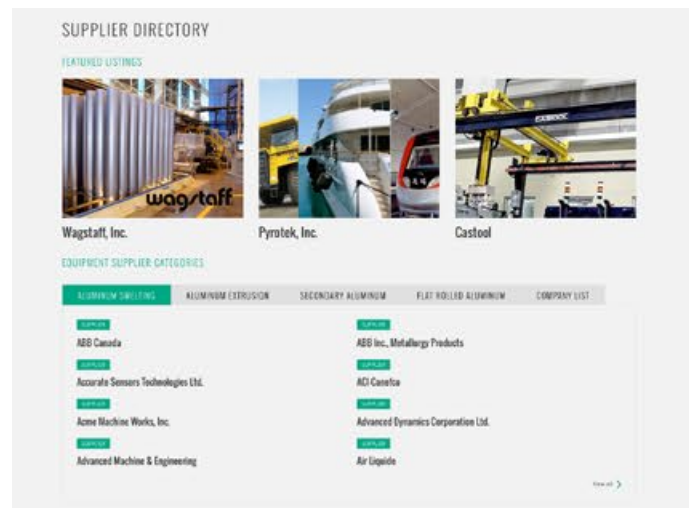 SUPPLIER DIRECTORY
FEATURED LISTINGS
wagstaff
Wagstaff, Inc.
Pyrotek, Inc.
Castool
EQUIPMENT SUPPLIER CATEGORIES
ALUMINUM SMELTING ALUMINUM EXTRUSION SECONDARY ALUMINUM FLAT ROLLED ALUMINUM COMPANY LIST
SUPPLIER SUPPLIER
ABB Canada ABB Inc., Metallurgy Products
SUPPLIER SUPPLIER
Accurate Sensors Technologies Ltd. ACI-Canefco
SUPPLIER SUPPLIER
Acme Machine Works, Inc. Advanced Dynamics Corporation Ltd.
SUPPLIER SUPPLIER
Advanced Machine & Engineering Air Liquide
View all